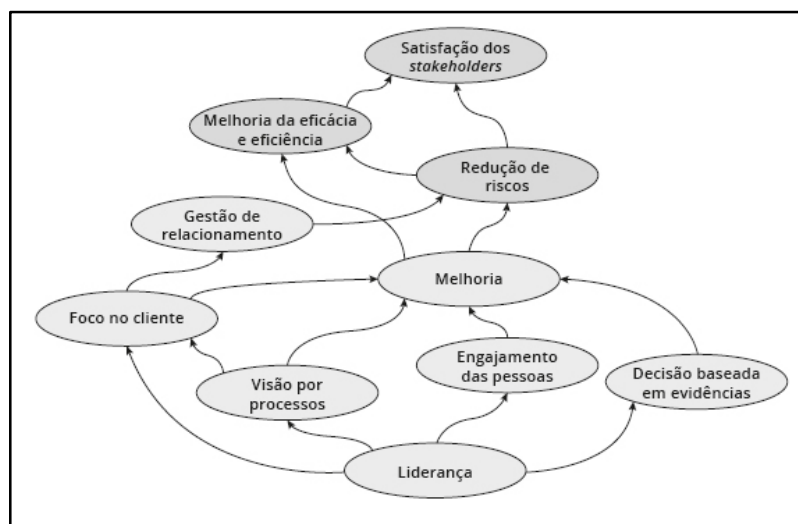 Satisfação dos
stakeholders
Melhoria da eficácia
e eficiência
Redução de
riscos
Gestão de
relacionamento
Melhoria
Foco no cliente
Engajamento
das pessoas
Visão por
processos
Decisão baseada
em evidências
Liderança